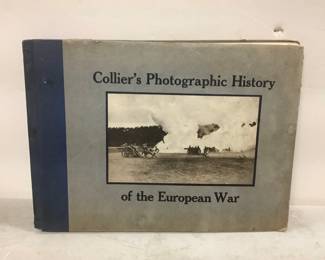 Collier's Photographic History
of the European War